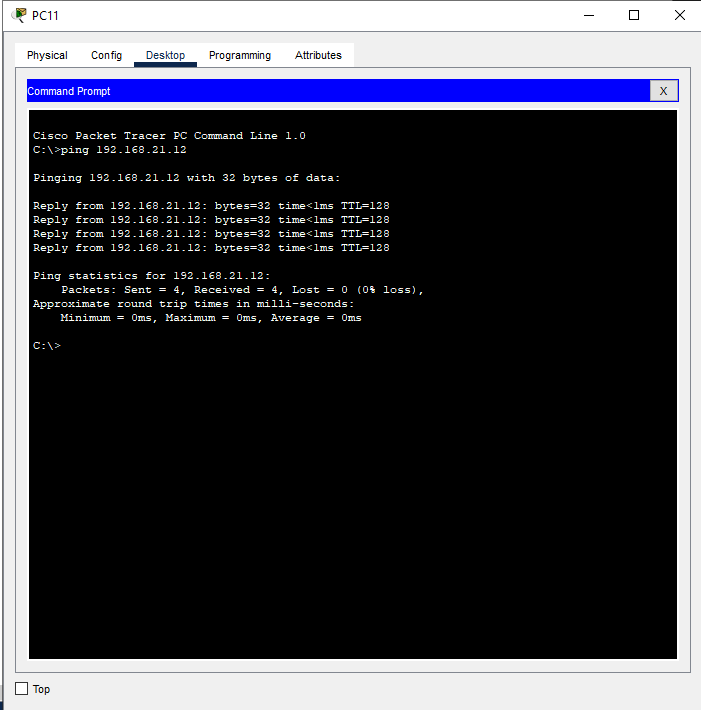 PC11
Physical Config Desktop Programming Attributes
Command Prompt X
Cisco Packet Tracer PC Command Line 1.0
C:\>ping 192.168.21.12
Pinging 192.168.21.12 with 32 bytes of data:
Reply from 192.168.21.12: bytes=32 time<1ms TTL=128
Reply from 192.168.21.12: bytes=32 time<1ms TTL=128
Reply from 192.168.21.12: bytes=32 time<1ms TTL=128
Reply from 192.168.21.12: bytes=32 time<1ms TTL=128
Ping statistics for 192.168.21.12:
Packets: Sent = 4, Received = 4, Lost = 0 (0% loss),
Approximate round trip times in milli-seconds:
Minimum = 0ms, Maximum = 0ms, Average = 0ms
C:\>
Top